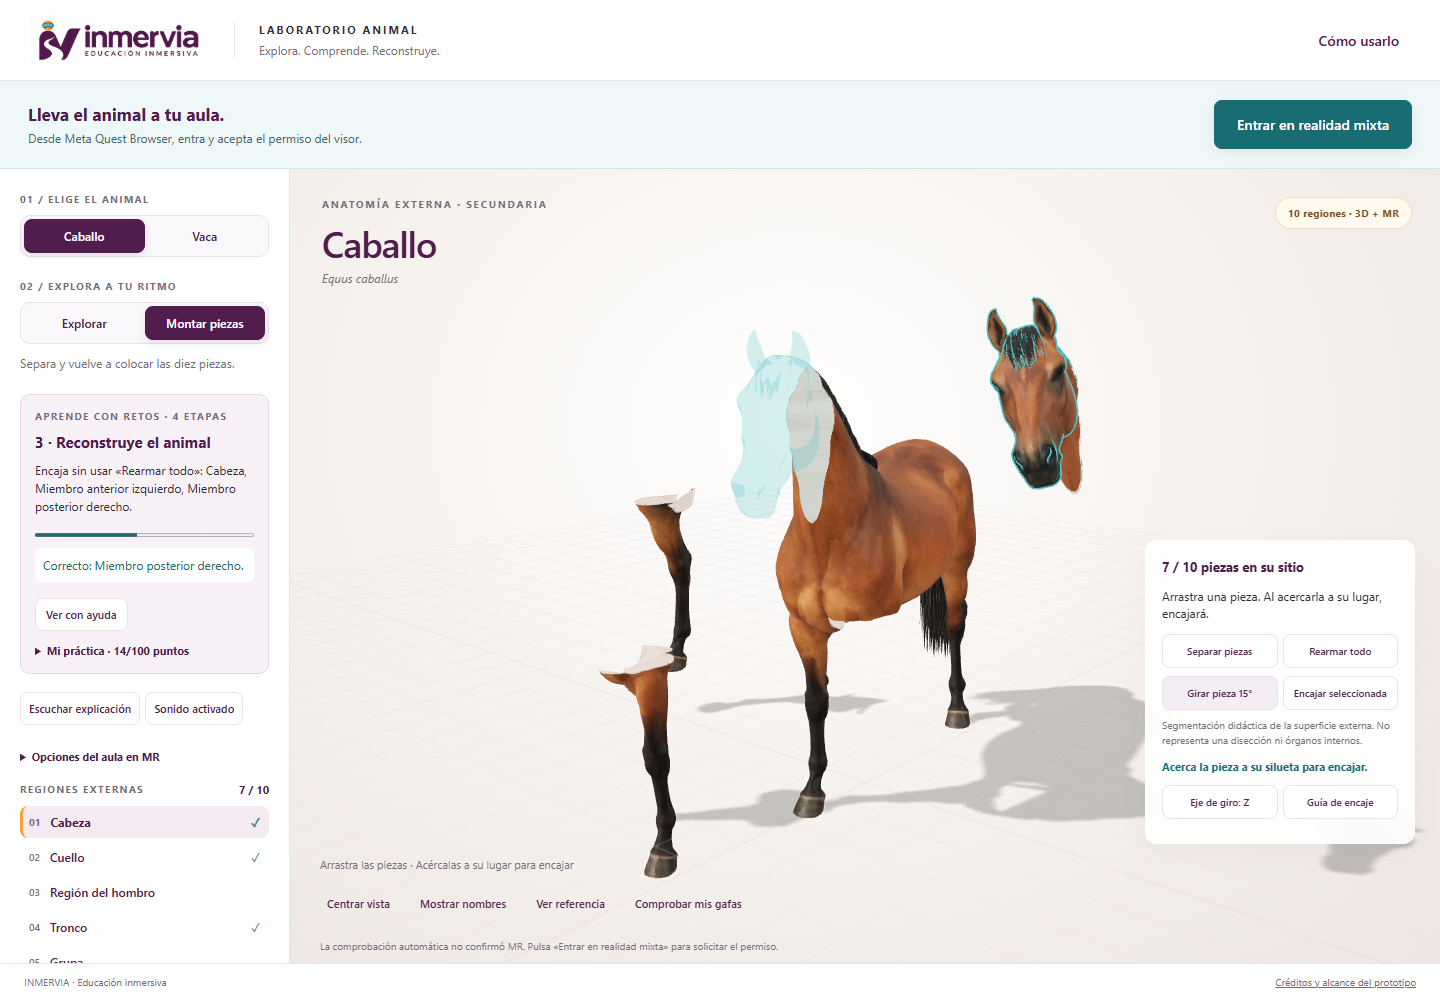 inmervia
EDUCACIÓN INMERSIVA
LABORATORIO ANIMAL
Explora. Comprende. Reconstruye.
Cómo usarlo
Lleva el animal a tu aula.
Desde Meta Quest Browser, entra y acepta el permiso del visor.
Entrar en realidad mixta
01 / ELIGE EL ANIMAL
Caballo
Vaca
02 / EXPLORA A TU RITMO
Explorar
Montar piezas
Separa y vuelve a colocar las diez piezas.
APRENDE CON RETOS · 4 ETAPAS
3 · Reconstruye el animal
Encaja sin usar «Rearmar todo»: Cabeza,
Miembro anterior izquierdo, Miembro
posterior derecho.
Correcto: Miembro posterior derecho.
Ver con ayuda
Mi práctica · 14/100 puntos
Escuchar explicación
Sonido activado
Opciones del aula en MR
REGIONES EXTERNAS
7 / 10
01 Cabeza ✓
02 Cuello ✓
03 Región del hombro
04 Tronco ✓
05 Grupa
ANATOMÍA EXTERNA · SECUNDARIA
Caballo
Equus caballus
10 regiones · 3D + MR
7 / 10 piezas en su sitio
Arrastra una pieza. Al acercarla a su lugar,
encajará.
Separar piezas
Rearmar todo
Girar pieza 15°
Encajar seleccionada
Segmentación didáctica de la superficie externa. No
representa una disección ni órganos internos.
Acerca la pieza a su silueta para encajar.
Eje de giro: Z
Guía de encaje
Arrastra las piezas · Acércalas a su lugar para encajar
Centrar vista
Mostrar nombres
Ver referencia
Comprobar mis gafas
La comprobación automática no confirmó MR. Pulsa «Entrar en realidad mixta» para solicitar el permiso.
INMERVIA · Educación inmersiva
Créditos y alcance del prototipo